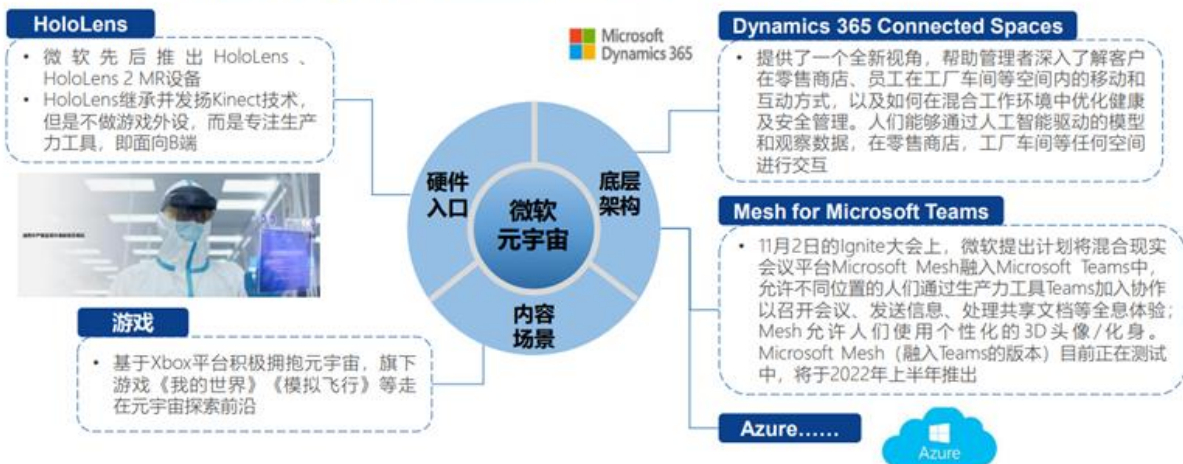 HoloLens
• 微软先后推出HoloLens、
HoloLens 2 MR设备
• HoloLens继承并发扬Kinect技术，
但是不做游戏外设，而是专注生产
力工具，即面向B端
游戏
• 基于Xbox平台积极拥抱元宇宙，旗下
游戏《我的世界》《模拟飞行》等走
在元宇宙探索前沿
硬件
入口
微软
元宇宙
底层
架构
内容
场景
Microsoft
Dynamics 365
Dynamics 365 Connected Spaces
• 提供了一个全新视角，帮助管理者深入了解客户
在零售商店、员工在工厂车间等空间内的移动和
互动方式，以及如何在混合工作环境中优化健康
及安全管理。人们能够通过人工智能驱动的模型
和观察数据，在零售商店，工厂车间等任何空间
进行交互
Mesh for Microsoft Teams
• 11月2日的Ignite大会上，微软提出计划将混合现实
会议平台Microsoft Mesh融入Microsoft Teams中，
允许不同位置的人们通过生产力工具Teams加入协作
以召开会议、发送信息、处理共享文档等全息体验；
Mesh允许人们使用个性化的3D头像/化身。
Microsoft Mesh（融入Teams的版本）目前正在测试
中，将于2022年上半年推出
Azure……
Azure